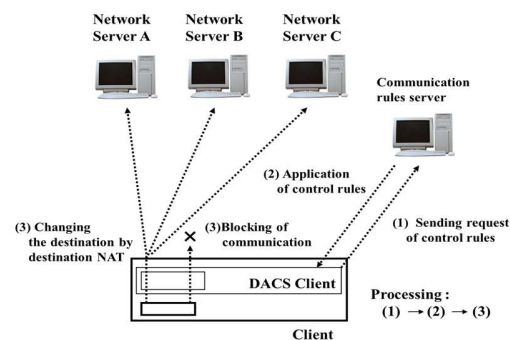 Network
Server A
Network
Server B
Network
Server C
Communication
rules server
(2) Application
of control rules
(1) Sending request
of control rules
(3) Changing
the destination by
destination NAT
(3)Blocking of
communication
DACS Client
Processing :
(1) → (2) → (3)
Client